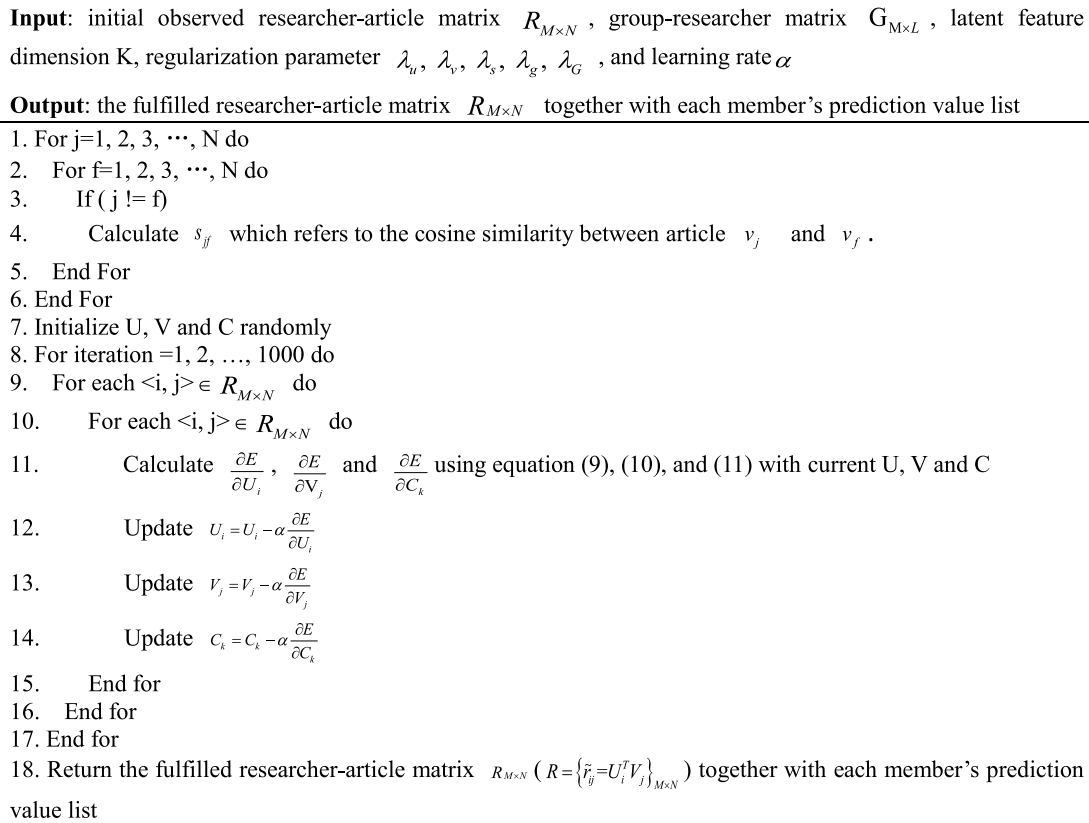 Input: initial observed researcher-article matrix R_{M×N} , group-researcher matrix G_{M×L} , latent feature
dimension K, regularization parameter λ_u, λ_v, λ_s, λ_g, λ_G , and learning rate α
Output: the fulfilled researcher-article matrix R_{M×N} together with each member's prediction value list
1. For j=1, 2, 3, ⋯, N do
2. For f=1, 2, 3, ⋯, N do
3. If ( j != f)
4. Calculate s_{jf} which refers to the cosine similarity between article v_j and v_f .
5. End For
6. End For
7. Initialize U, V and C randomly
8. For iteration =1, 2, …, 1000 do
9. For each <i, j> ∈ R_{M×N} do
10. For each <i, j> ∈ R_{M×N} do
11. Calculate ∂E/∂U_i , ∂E/∂V_j and ∂E/∂C_k using equation (9), (10), and (11) with current U, V and C
12. Update U_i = U_i − α ∂E/∂U_i
13. Update V_j = V_j − α ∂E/∂V_j
14. Update C_k = C_k − α ∂E/∂C_k
15. End for
16. End for
17. End for
18. Return the fulfilled researcher-article matrix R_{M×N} ( R = {r̃_{ij} = U_i^T V_j}_{M×N} ) together with each member's prediction
value list